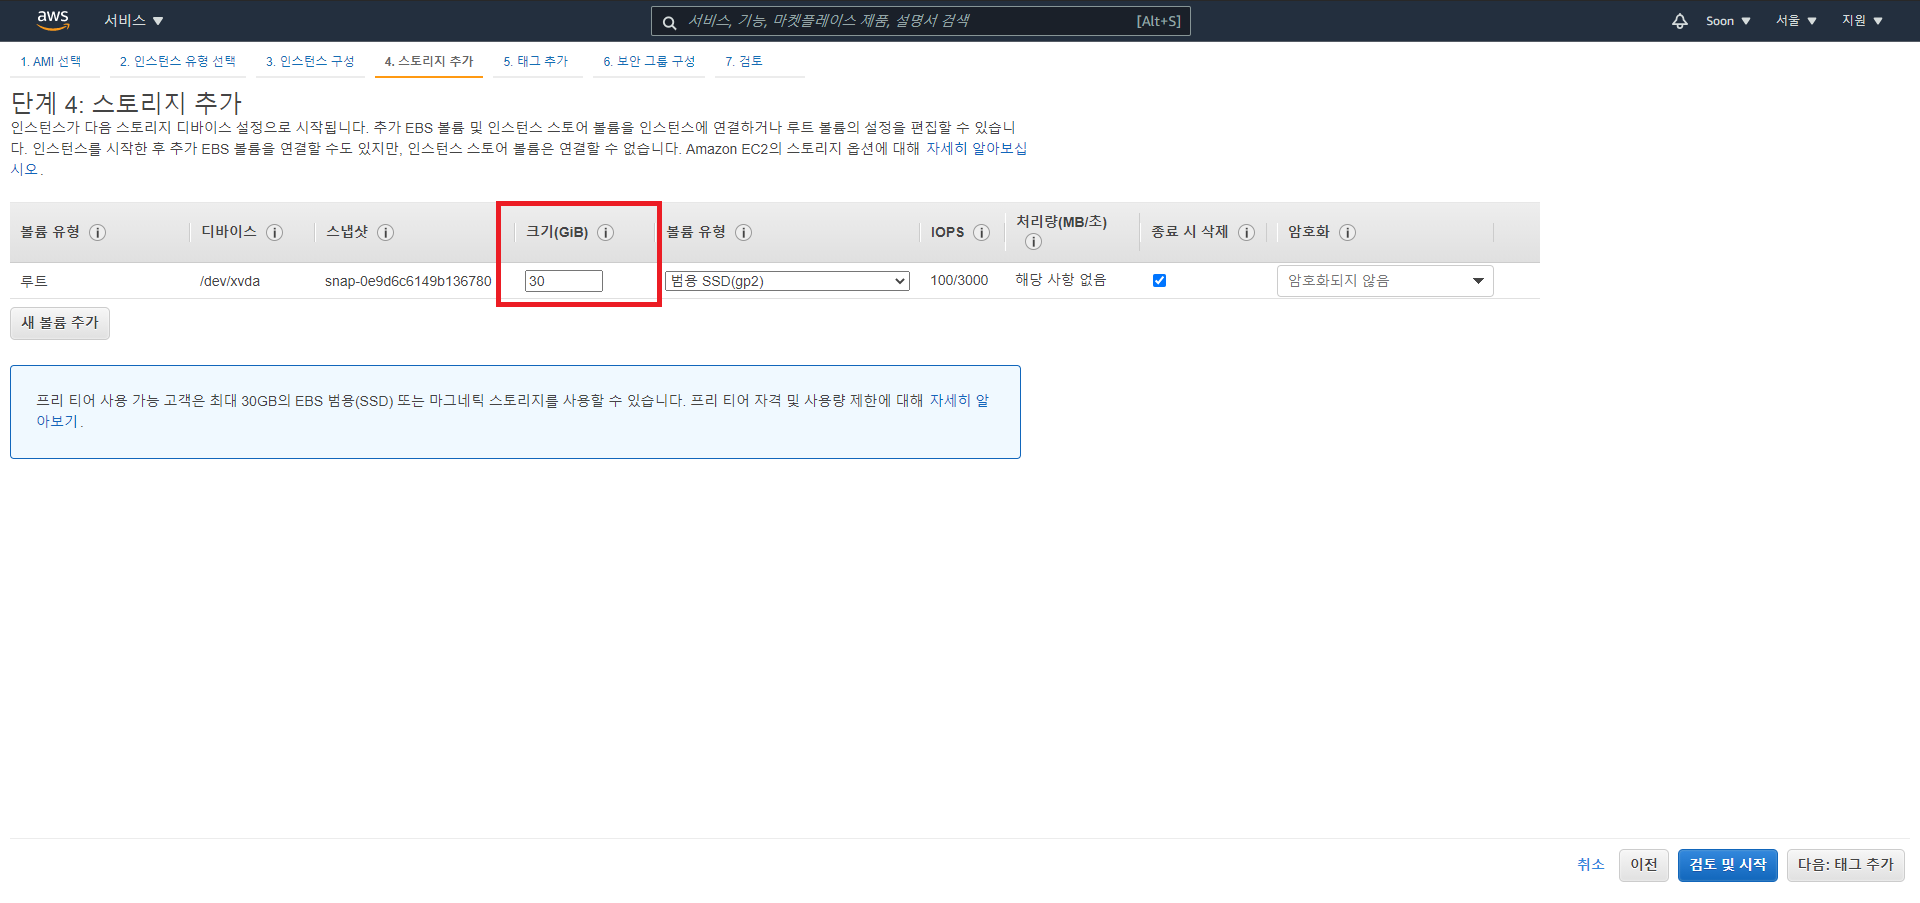 aws 서비스 서비스, 기능, 마켓플레이스 제품, 설명서 검색 [Alt+S] Soon 서울 지원
1. AMI 선택 2. 인스턴스 유형 선택 3. 인스턴스 구성 4. 스토리지 추가 5. 태그 추가 6. 보안 그룹 구성 7. 검토
단계 4: 스토리지 추가
인스턴스가 다음 스토리지 디바이스 설정으로 시작됩니다. 추가 EBS 볼륨 및 인스턴스 스토어 볼륨을 인스턴스에 연결하거나 루트 볼륨의 설정을 편집할 수 있습니
다. 인스턴스를 시작한 후 추가 EBS 볼륨을 연결할 수도 있지만, 인스턴스 스토어 볼륨은 연결할 수 없습니다. Amazon EC2의 스토리지 옵션에 대해 자세히 알아보십
시오.
볼륨 유형 디바이스 스냅샷 크기(GiB) 볼륨 유형 IOPS 처리량(MB/초) 종료 시 삭제 암호화
루트 /dev/xvda snap-0e9d6c6149b136780 30 범용 SSD(gp2) 100/3000 해당 사항 없음 암호화되지 않음
새 볼륨 추가
프리 티어 사용 가능 고객은 최대 30GB의 EBS 범용(SSD) 또는 마그네틱 스토리지를 사용할 수 있습니다. 프리 티어 자격 및 사용량 제한에 대해 자세히 알
아보기.
취소 이전 검토 및 시작 다음: 태그 추가